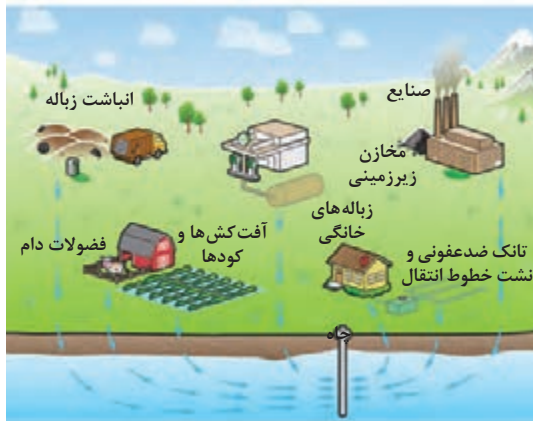 صنایع
انباشت زباله
مخازن
زیرزمینی
زباله‌های
خانگی
آفت‌کش‌ها و
کودها
فضولات دام
تانک ضدعفونی و
نشت خطوط انتقال
چاه